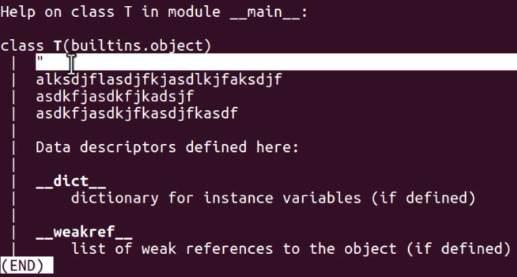 Help on class T in module __main__:
class T(builtins.object)
| "
| alksdjflasdjfkjasdlkjfaksdjf
| asdkfjasdkfjkadsjf
| asdkfjasdkjfkasdjfkasdf
|
| Data descriptors defined here:
|
| __dict__
| dictionary for instance variables (if defined)
|
| __weakref__
| list of weak references to the object (if defined)
(END)